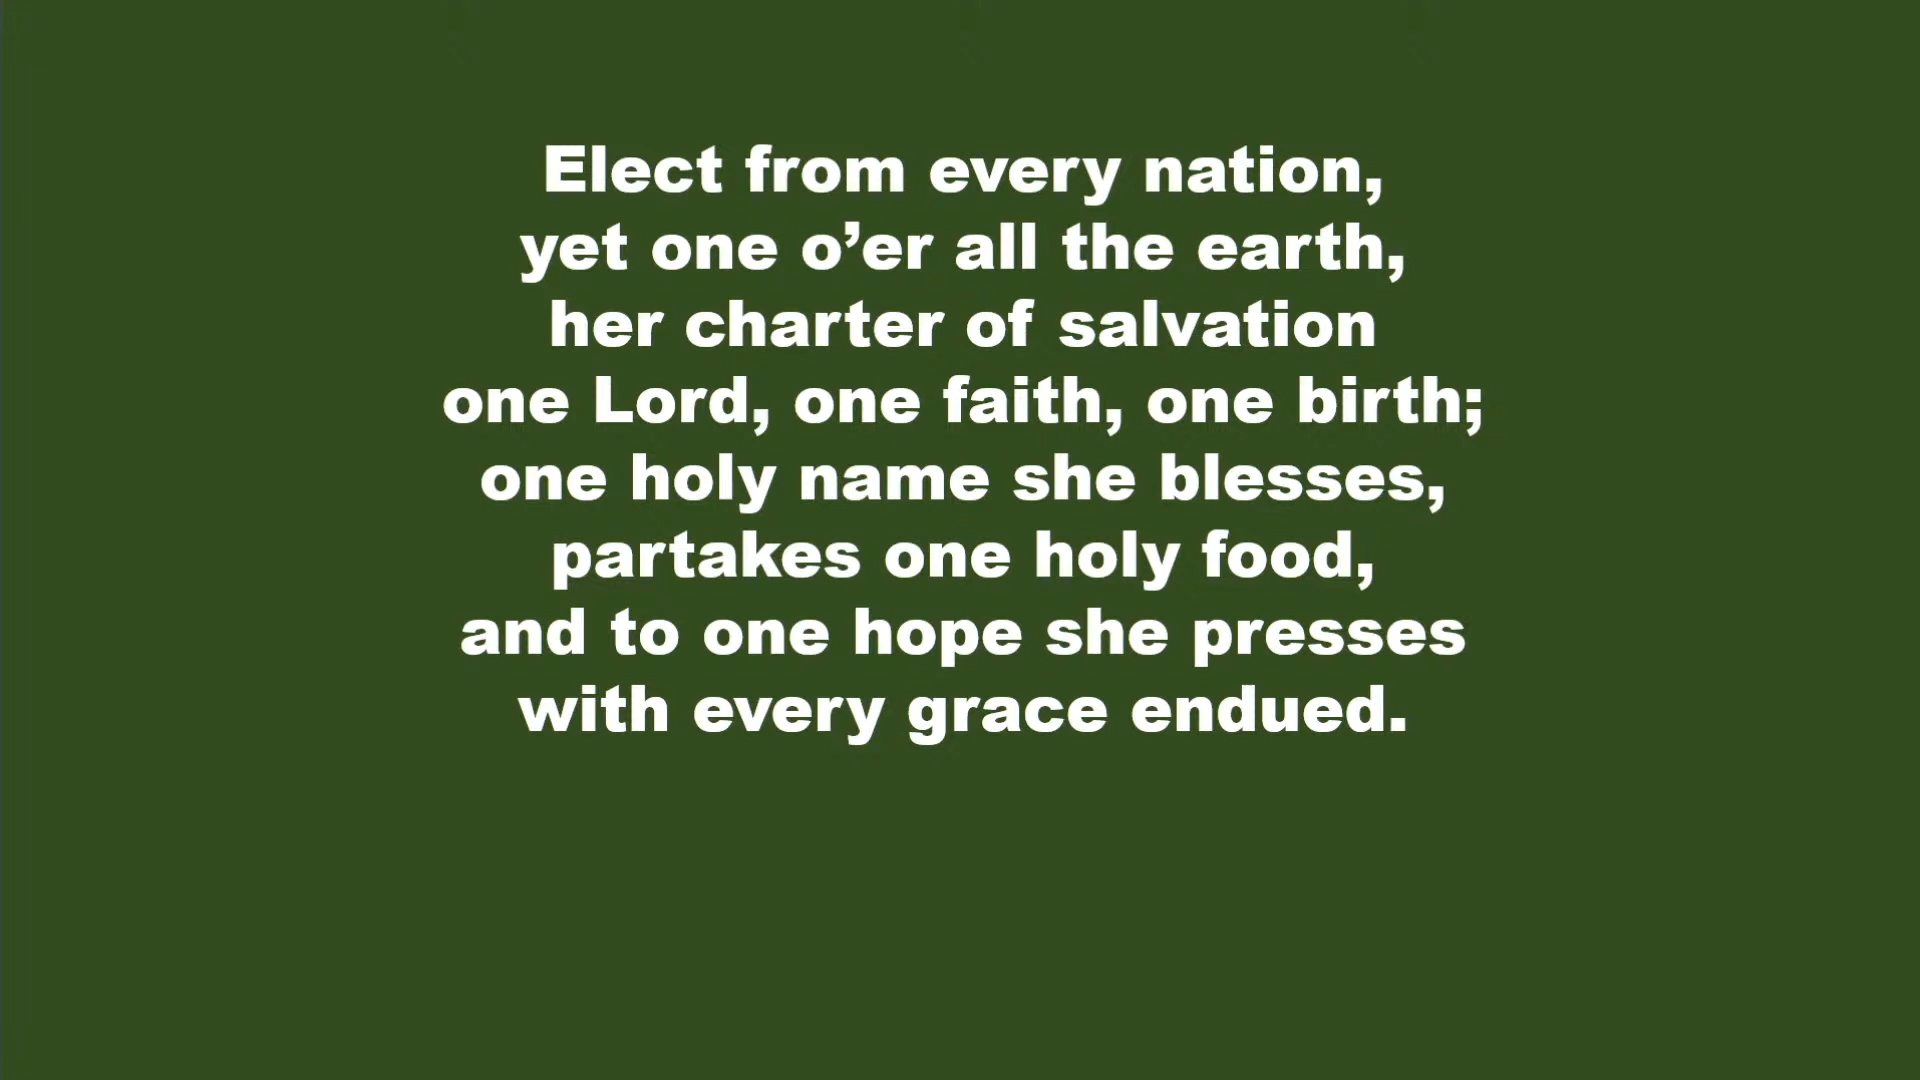 Elect from every nation,
yet one o’er all the earth,
her charter of salvation
one Lord, one faith, one birth;
one holy name she blesses,
partakes one holy food,
and to one hope she presses
with every grace endued.